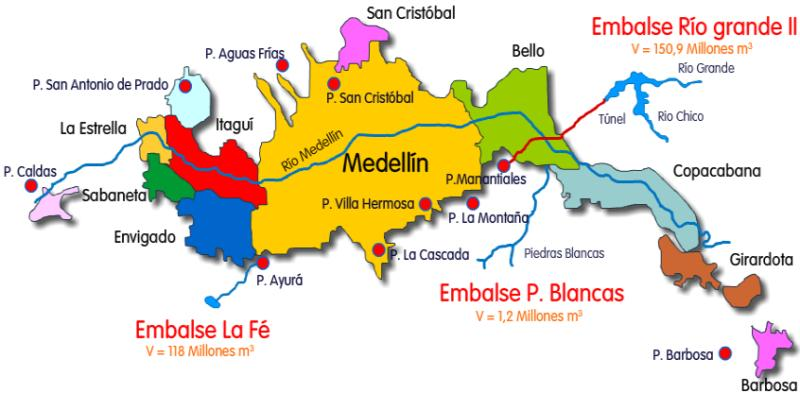 San Cristóbal
Embalse Río grande II
V = 150,9 Millones m³
Bello
P. Aguas Frías
Río Grande
P. San Antonio de Prado
P. San Cristóbal
Túnel
Río Chico
La Estrella
Itaguí
Río Medellín
Medellín
P. Caldas
P.Manantiales
Copacabana
Sabaneta
P. Villa Hermosa
P. La Montaña
Envigado
P. La Cascada
Piedras Blancas
Girardota
P. Ayurá
Embalse P. Blancas
V = 1,2 Millones m³
Embalse La Fé
V = 118 Millones m³
P. Barbosa
Barbosa